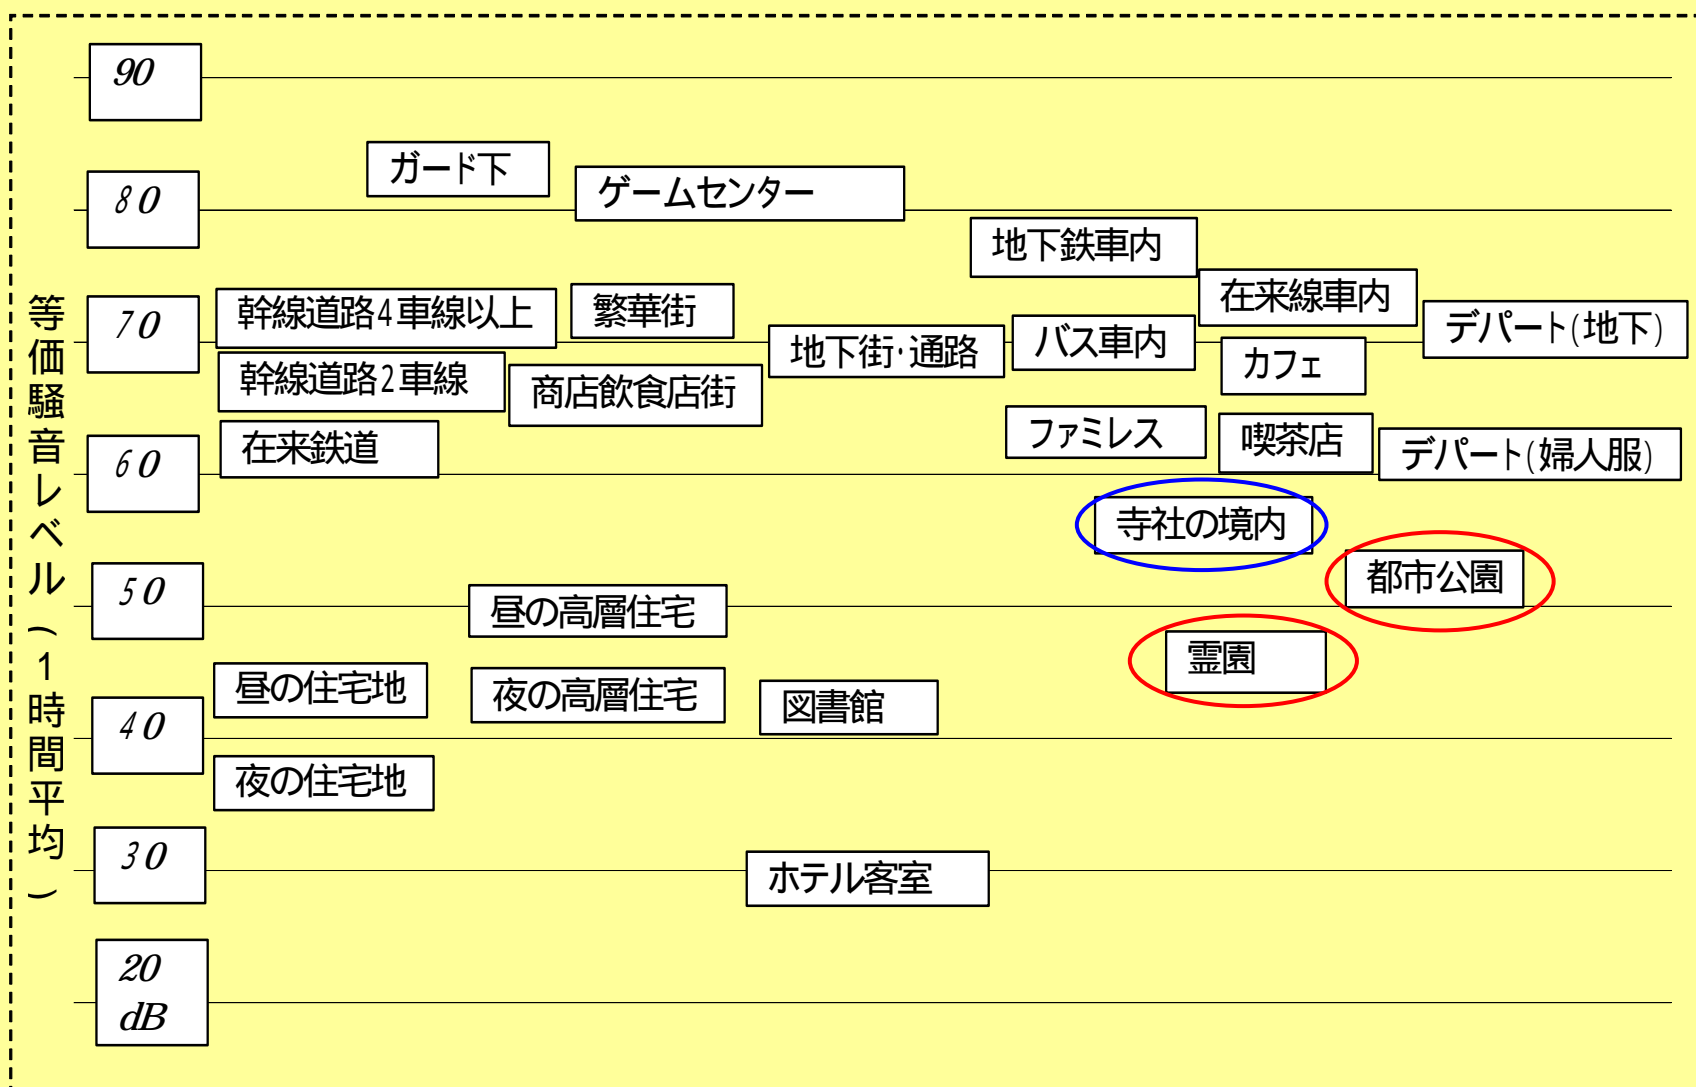 等価騒音レベル(1時間平均)
90
ガード下
80
ゲームセンター
地下鉄車内
在来線車内
70
幹線道路4車線以上
繁華街
地下街・通路
バス車内
デパート(地下)
幹線道路2車線
商店飲食店街
カフェ
60
在来鉄道
ファミレス
喫茶店
デパート(婦人服)
寺社の境内
都市公園
50
昼の高層住宅
霊園
昼の住宅地
夜の高層住宅
図書館
40
夜の住宅地
30
ホテル客室
20
dB